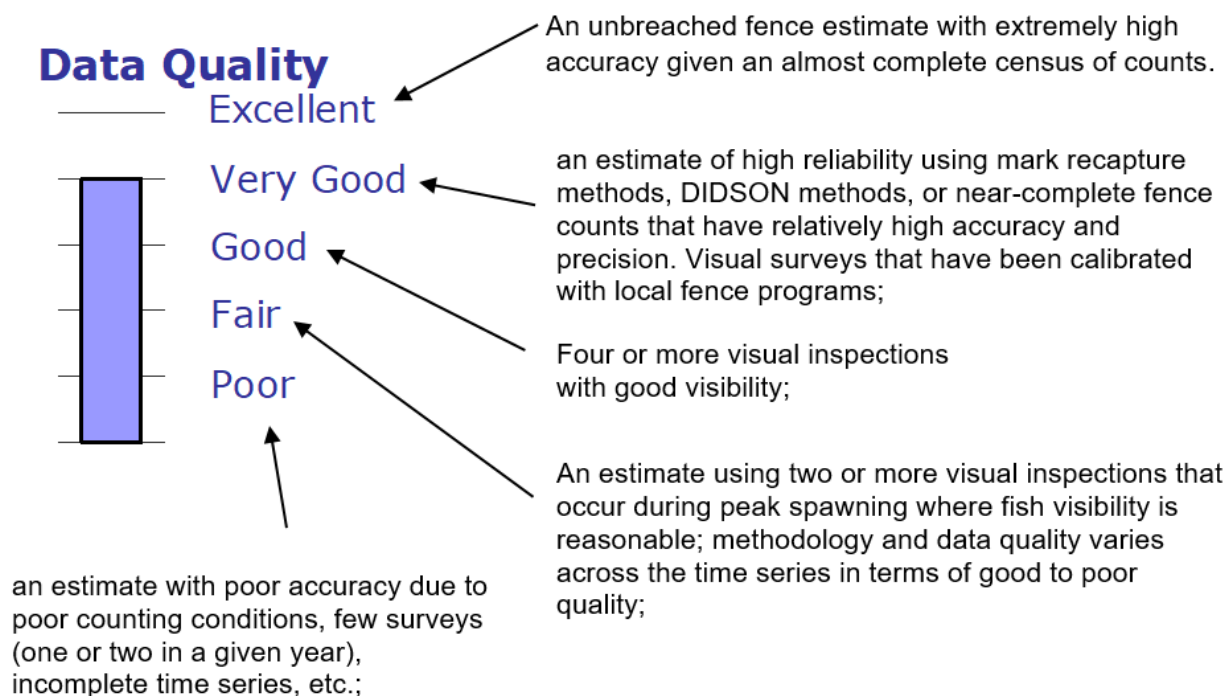 Data Quality
Excellent
Very Good
Good
Fair
Poor
An unbreached fence estimate with extremely high
accuracy given an almost complete census of counts.
an estimate of high reliability using mark recapture
methods, DIDSON methods, or near-complete fence
counts that have relatively high accuracy and
precision. Visual surveys that have been calibrated
with local fence programs;
Four or more visual inspections
with good visibility;
An estimate using two or more visual inspections that
occur during peak spawning where fish visibility is
reasonable; methodology and data quality varies
across the time series in terms of good to poor
quality;
an estimate with poor accuracy due to
poor counting conditions, few surveys
(one or two in a given year),
incomplete time series, etc.;